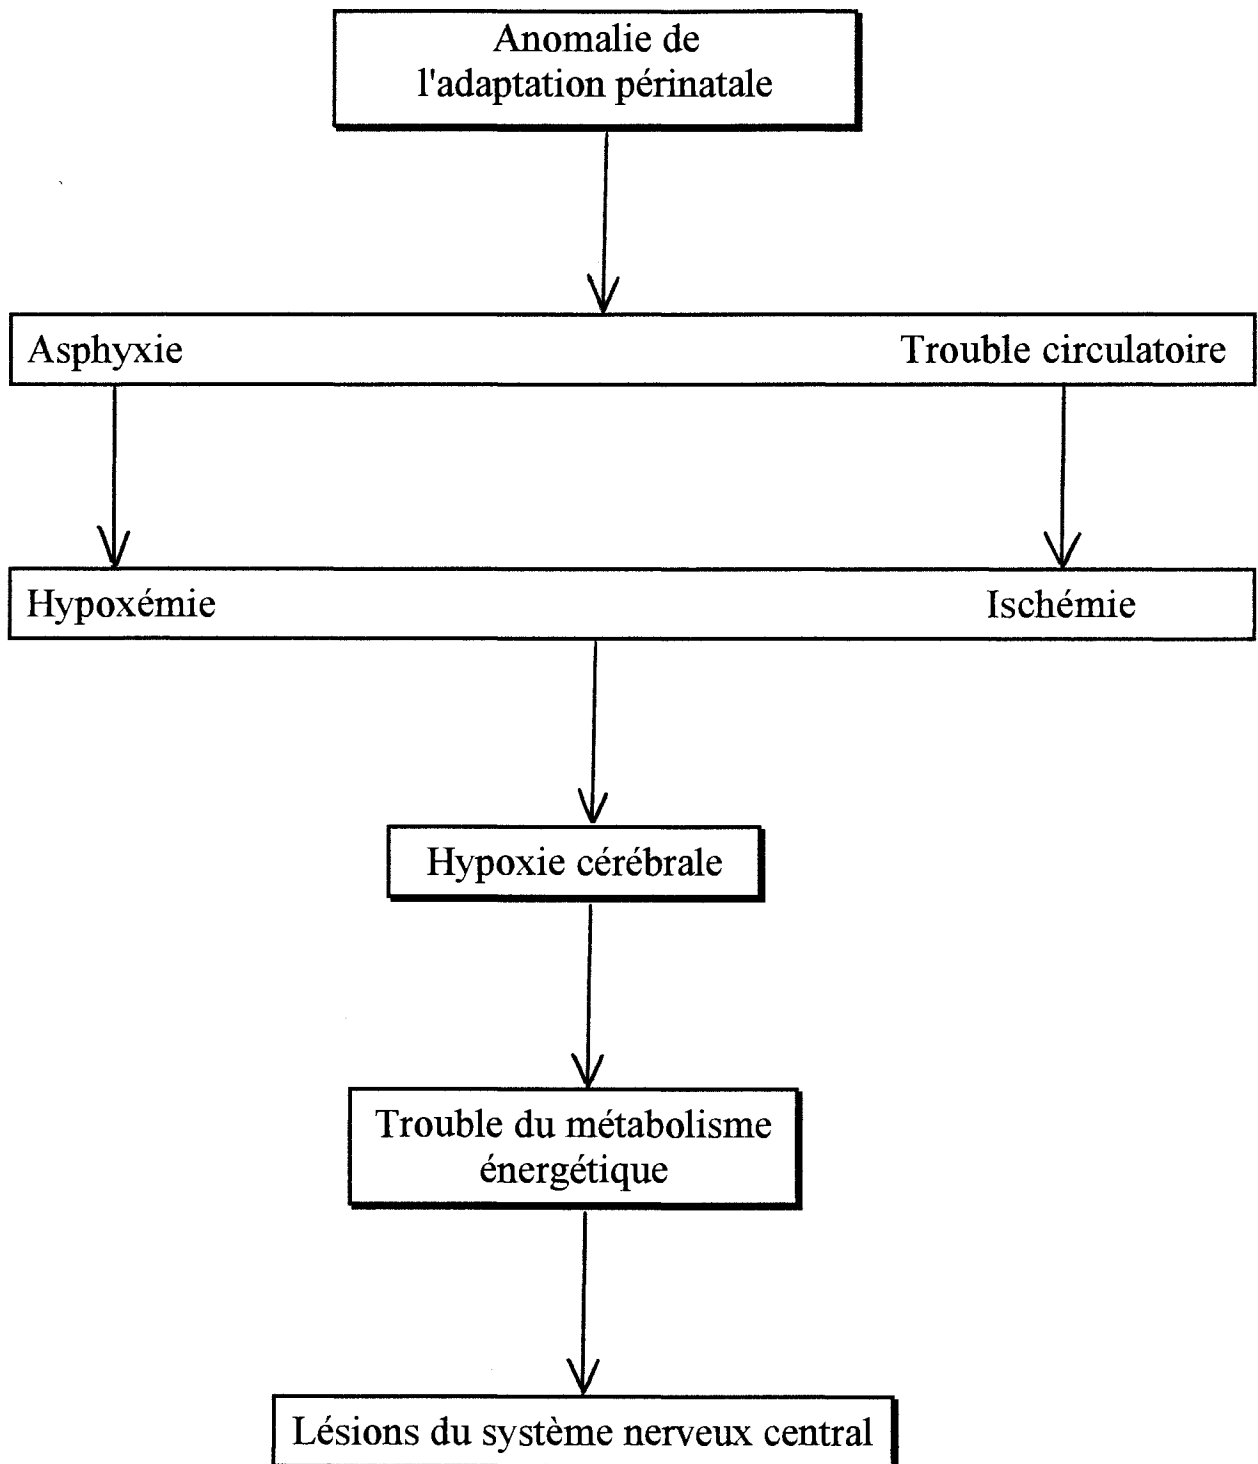 Anomalie de
l'adaptation périnatale
Asphyxie Trouble circulatoire
Hypoxémie Ischémie
Hypoxie cérébrale
Trouble du métabolisme
énergétique
Lésions du système nerveux central